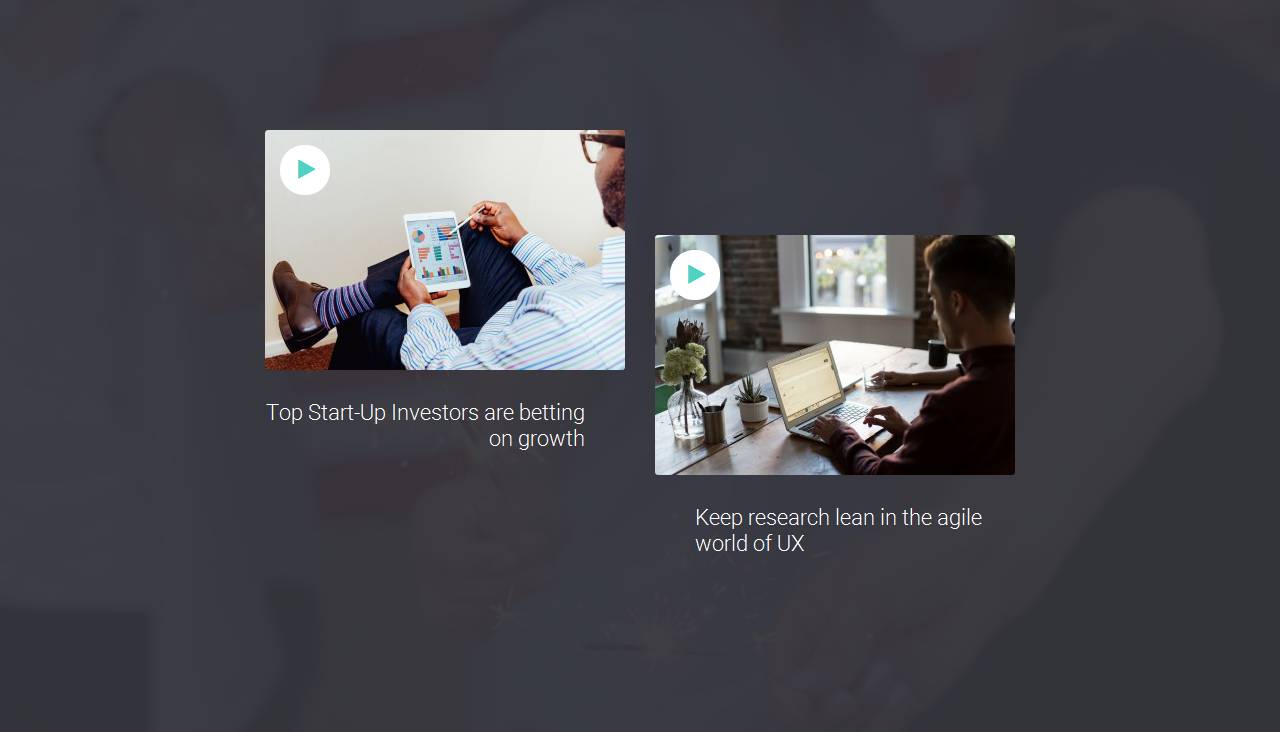 Top Start-Up Investors are betting
on growth
Keep research lean in the agile
world of UX